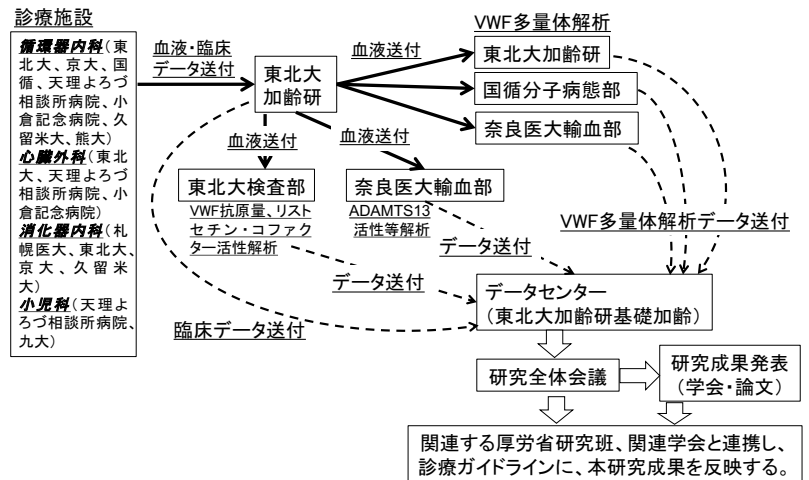 診療施設
循環器内科(東
北大、京大、国
循、天理よろづ
相談所病院、小
倉記念病院、久
留米大、熊大)
心臓外科(東北
大、天理よろづ
相談所病院、小
倉記念病院)
消化器内科(札
幌医大、東北大、
京大、久留米
大)
小児科(天理よ
ろづ相談所病院、
九大)
血液・臨床
データ送付
東北大
加齢研
血液送付
VWF多量体解析
東北大加齢研
国循分子病態部
奈良医大輸血部
血液送付
血液送付
東北大検査部
VWF抗原量、リスト
セチン・コファク
ター活性解析
奈良医大輸血部
ADAMTS13
活性等解析
データ送付
VWF多量体解析データ送付
データ送付
臨床データ送付
データセンター
(東北大加齢研基礎加齢)
研究全体会議
研究成果発表
(学会・論文)
関連する厚労省研究班、関連学会と連携し、
診療ガイドラインに、本研究成果を反映する。